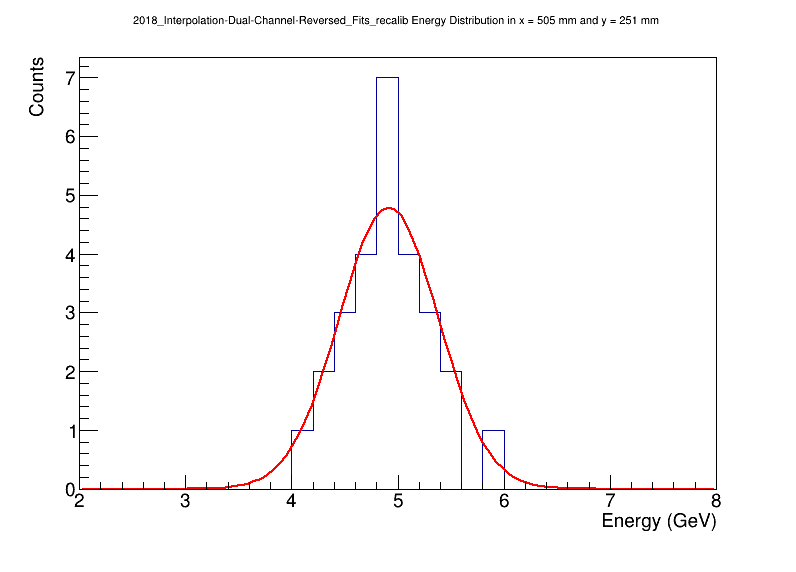 2018_Interpolation-Dual-Channel-Reversed_Fits_recalib Energy Distribution in x = 505 mm and y = 251 mm
Counts
7
6
5
4
3
2
1
0
2 3 4 5 6 7 8
Energy (GeV)